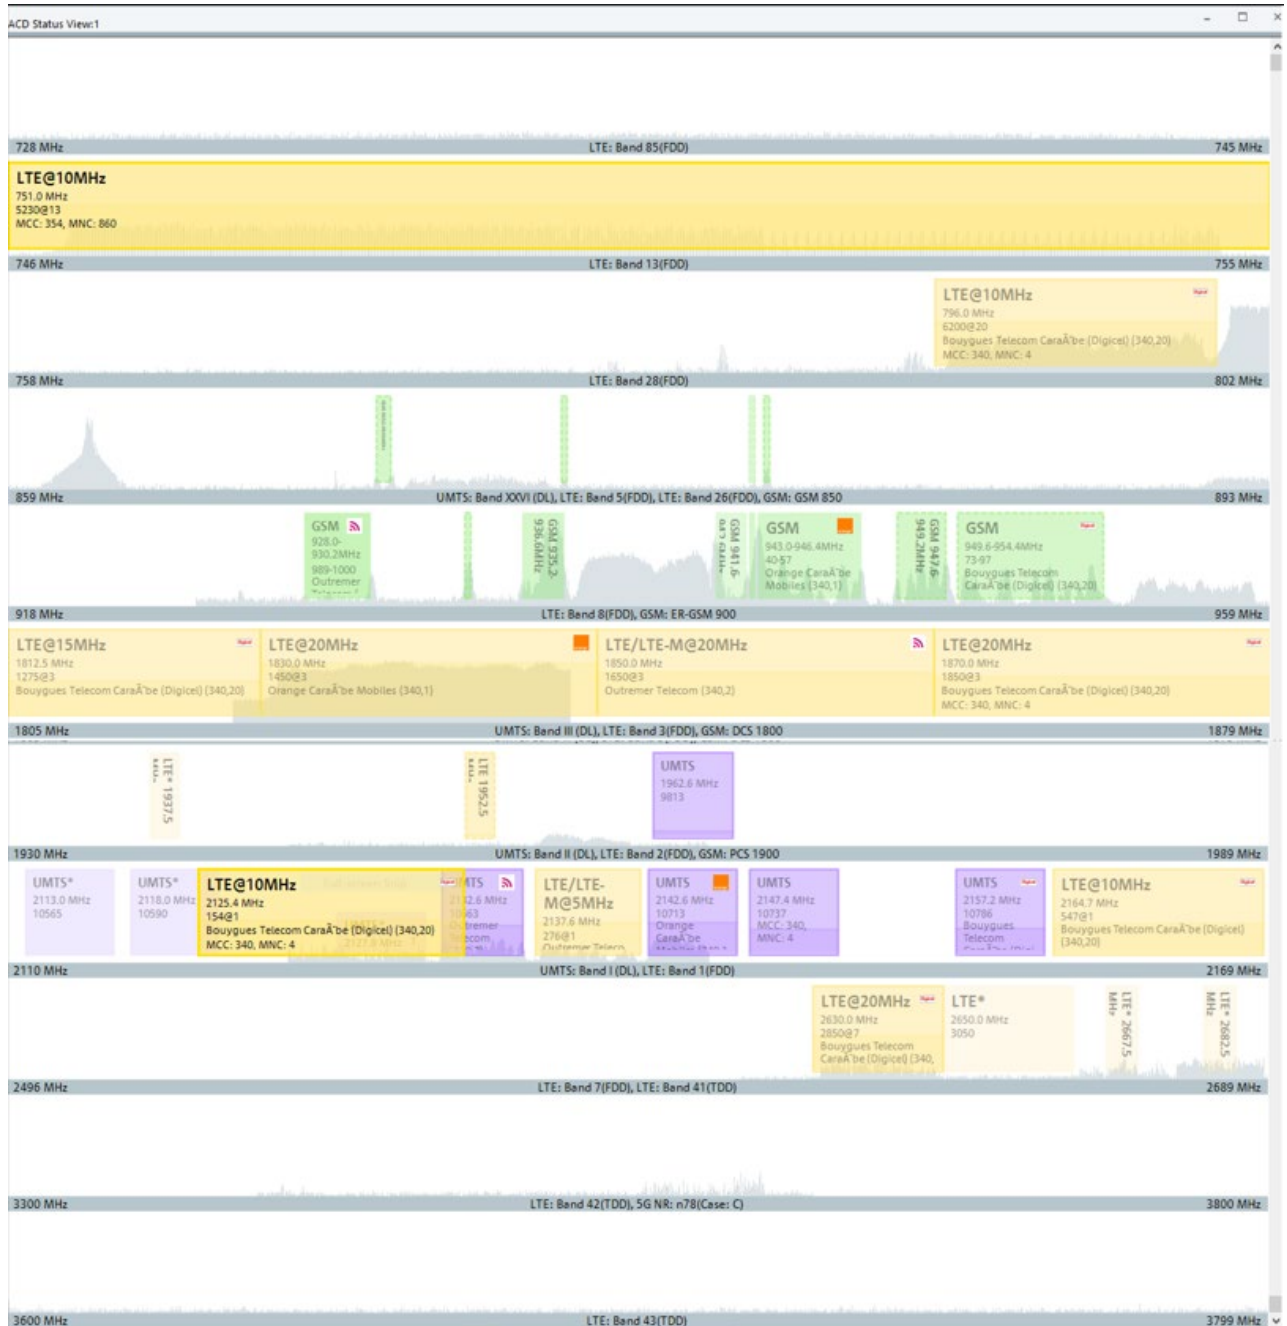 ACD Status View:1
728 MHz LTE: Band 85(FDD) 745 MHz
LTE@10MHz
751.0 MHz
5230@13
MCC: 354, MNC: 860
746 MHz LTE: Band 13(FDD) 755 MHz
LTE@10MHz
796.0 MHz
6200@20
Bouygues Telecom CaraÃ¯be (Digicel) (340,20)
MCC: 340, MNC: 4
758 MHz LTE: Band 28(FDD) 802 MHz
859 MHz UMTS: Band XXVI (DL), LTE: Band 5(FDD), LTE: Band 26(FDD), GSM: GSM 850 893 MHz
GSM
928.0-
930.2MHz
989-1000
Outremer
GSM 935.2-
936.6MHz
GSM 941.6-
GSM
943.0-946.4MHz
40-57
Orange CaraÃ¯be
Mobiles (340,1)
GSM 947.6-
949.2MHz
GSM
949.6-954.4MHz
73-97
Bouygues Telecom
CaraÃ¯be (Digicel) (340,20)
918 MHz LTE: Band 8(FDD), GSM: ER-GSM 900 959 MHz
LTE@15MHz
1812.5 MHz
1275@3
Bouygues Telecom CaraÃ¯be (Digicel) (340,20)
LTE@20MHz
1830.0 MHz
1450@3
Orange CaraÃ¯be Mobiles (340,1)
LTE/LTE-M@20MHz
1850.0 MHz
1650@3
Outremer Telecom (340,2)
LTE@20MHz
1870.0 MHz
1850@3
Bouygues Telecom CaraÃ¯be (Digicel) (340,20)
MCC: 340, MNC: 4
1805 MHz UMTS: Band III (DL), LTE: Band 3(FDD), GSM: DCS 1800 1879 MHz
LTE* 1937.5
LTE 1952.5
UMTS
1962.6 MHz
9813
1930 MHz UMTS: Band II (DL), LTE: Band 2(FDD), GSM: PCS 1900 1989 MHz
UMTS*
2113.0 MHz
10565
UMTS*
2118.0 MHz
10590
LTE@10MHz
2125.4 MHz
154@1
Bouygues Telecom CaraÃ¯be (Digicel) (340,20)
MCC: 340, MNC: 4
UMTS*
2127.8 MHz
LTE/LTE-
M@5MHz
2137.6 MHz
276@1
Outremer Teleco
UMTS
2142.6 MHz
10713
Orange
CaraÃ¯be
UMTS
2147.4 MHz
10737
MCC: 340,
MNC: 4
UMTS
2157.2 MHz
10786
Bouygues
Telecom
LTE@10MHz
2164.7 MHz
547@1
Bouygues Telecom CaraÃ¯be (Digicel)
(340,20)
2110 MHz UMTS: Band I (DL), LTE: Band 1(FDD) 2169 MHz
LTE@20MHz
2630.0 MHz
2850@7
Bouygues Telecom
CaraÃ¯be (Digicel) (340,
LTE*
2650.0 MHz
3050
LTE* 2667.5
MHz
LTE* 2682.5
MHz
2496 MHz LTE: Band 7(FDD), LTE: Band 41(TDD) 2689 MHz
3300 MHz LTE: Band 42(TDD), 5G NR: n78(Case: C) 3800 MHz
3600 MHz LTE: Band 43(TDD) 3799 MHz